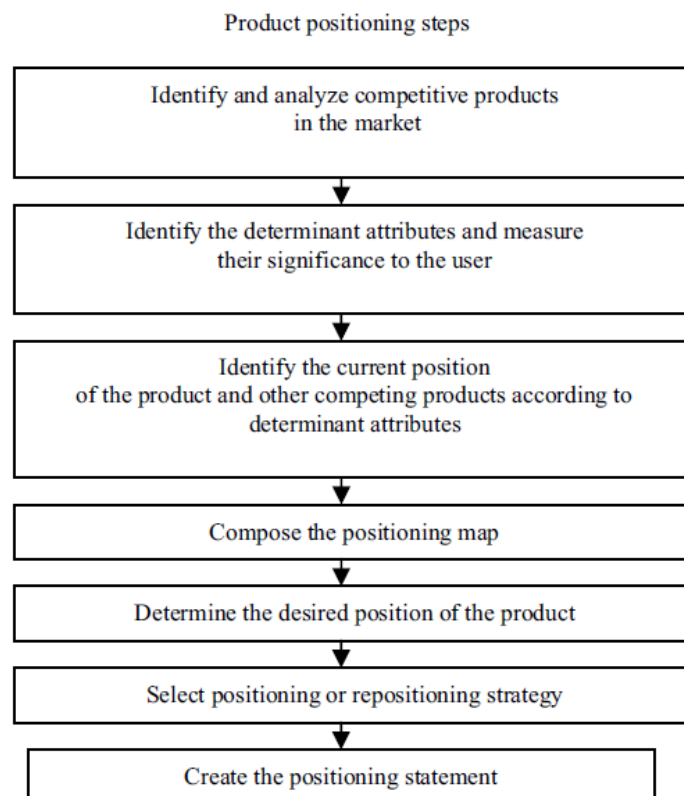 Product positioning steps
Identify and analyze competitive products
in the market
Identify the determinant attributes and measure
their significance to the user
Identify the current position
of the product and other competing products according to
determinant attributes
Compose the positioning map
Determine the desired position of the product
Select positioning or repositioning strategy
Create the positioning statement